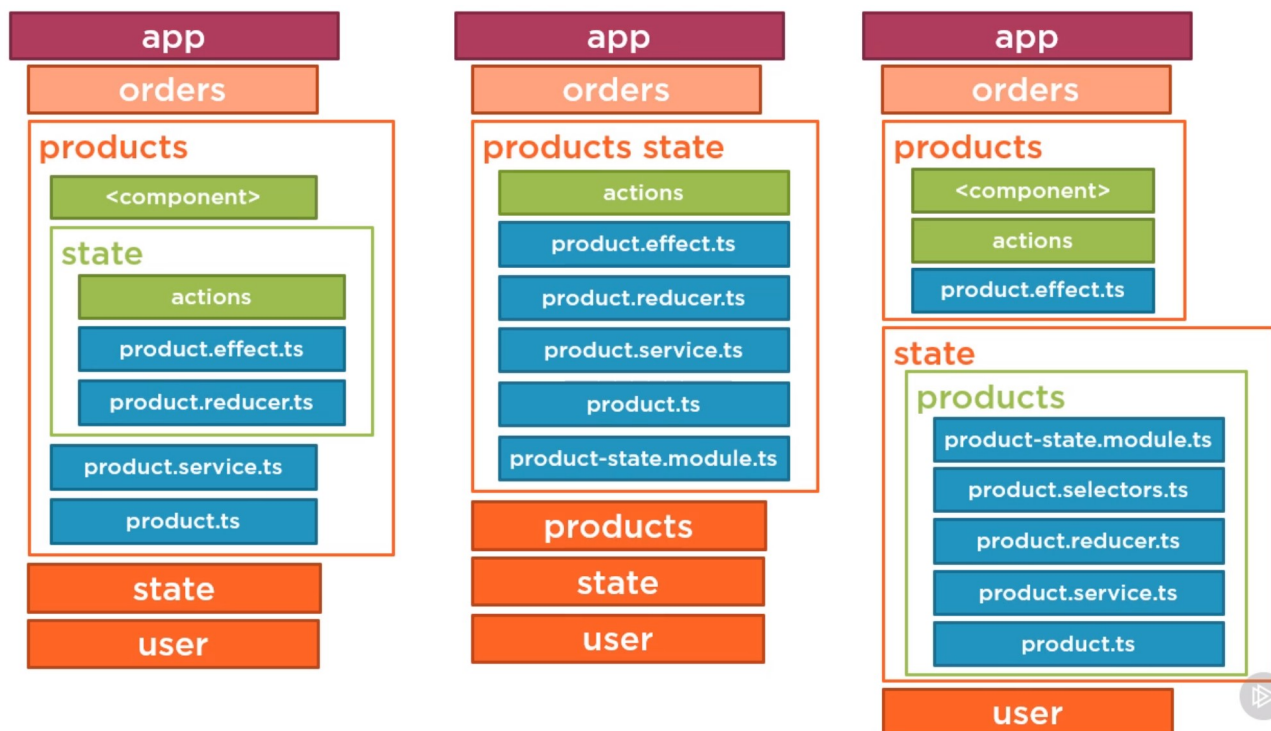 app
orders
products
<component>
state
actions
product.effect.ts
product.reducer.ts
product.service.ts
product.ts
state
user
app
orders
products state
actions
product.effect.ts
product.reducer.ts
product.service.ts
product.ts
product-state.module.ts
products
state
user
app
orders
products
<component>
actions
product.effect.ts
state
products
product-state.module.ts
product.selectors.ts
product.reducer.ts
product.service.ts
product.ts
user